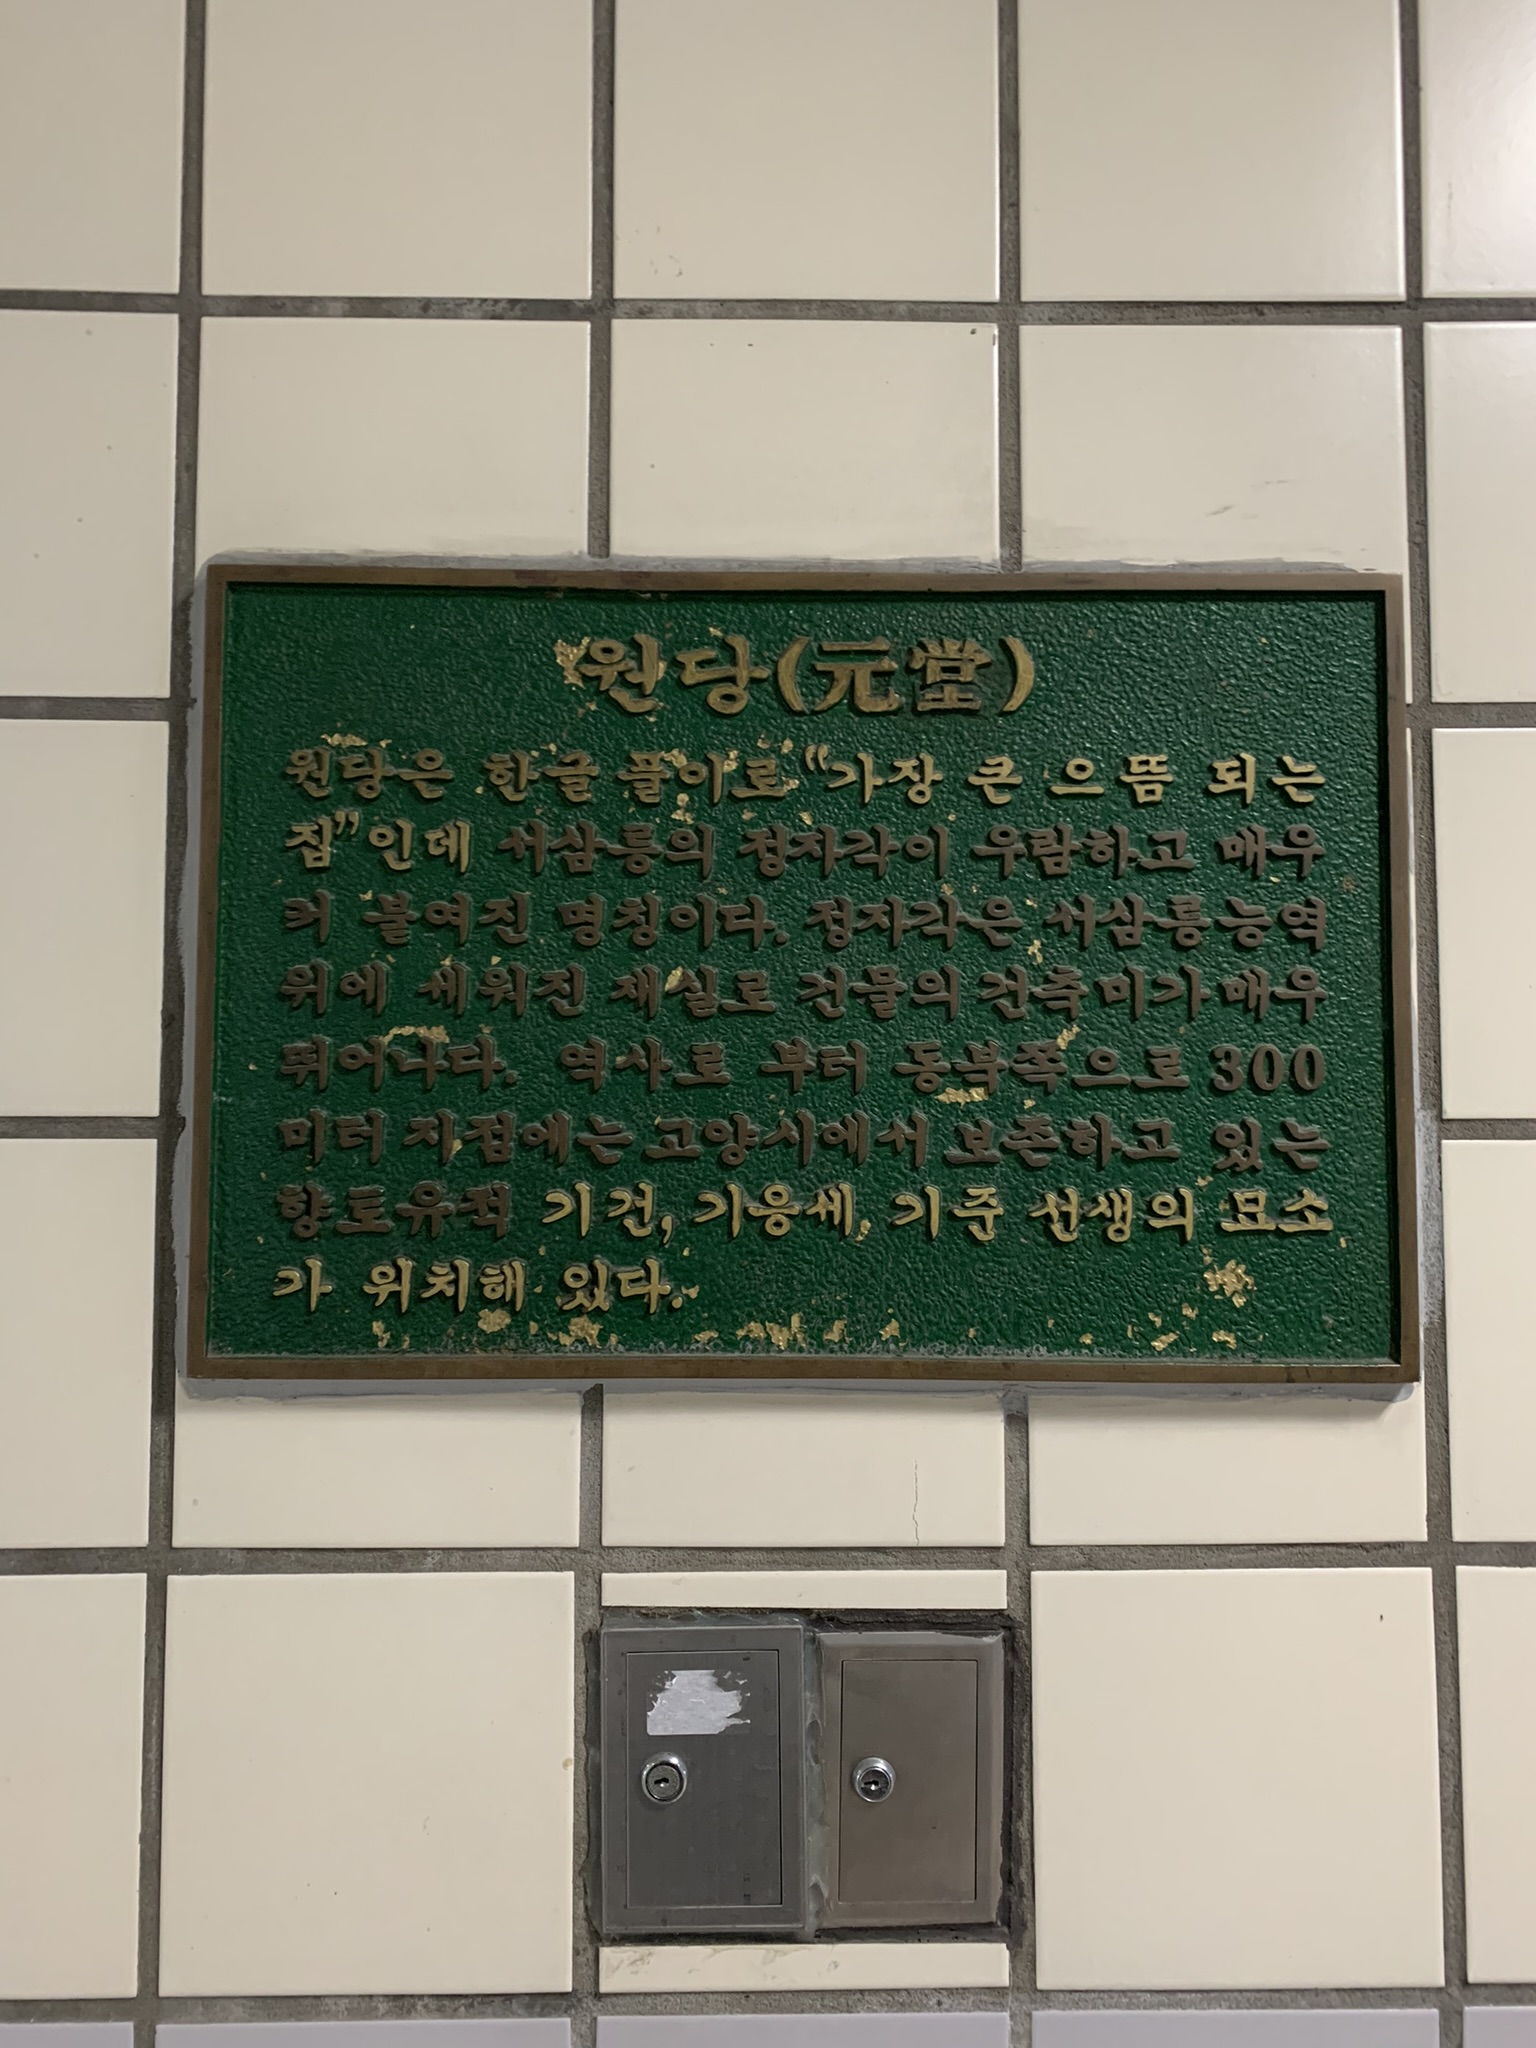 원당(元堂)
원당은 한글 풀이로 “가장 큰 으뜸 되는
집”인데 서삼릉의 정자각이 우람하고 매우
커 붙여진 명칭이다. 정자각은 서삼릉능역
위에 세워진 재실로 건물의 건축미가 매우
뛰어나다. 역사로 부터 동북쪽으로 300
미터 지점에는 고양시에서 보존하고 있는
향토유적 기건, 기응세, 기준 선생의 묘소
가 위치해 있다.